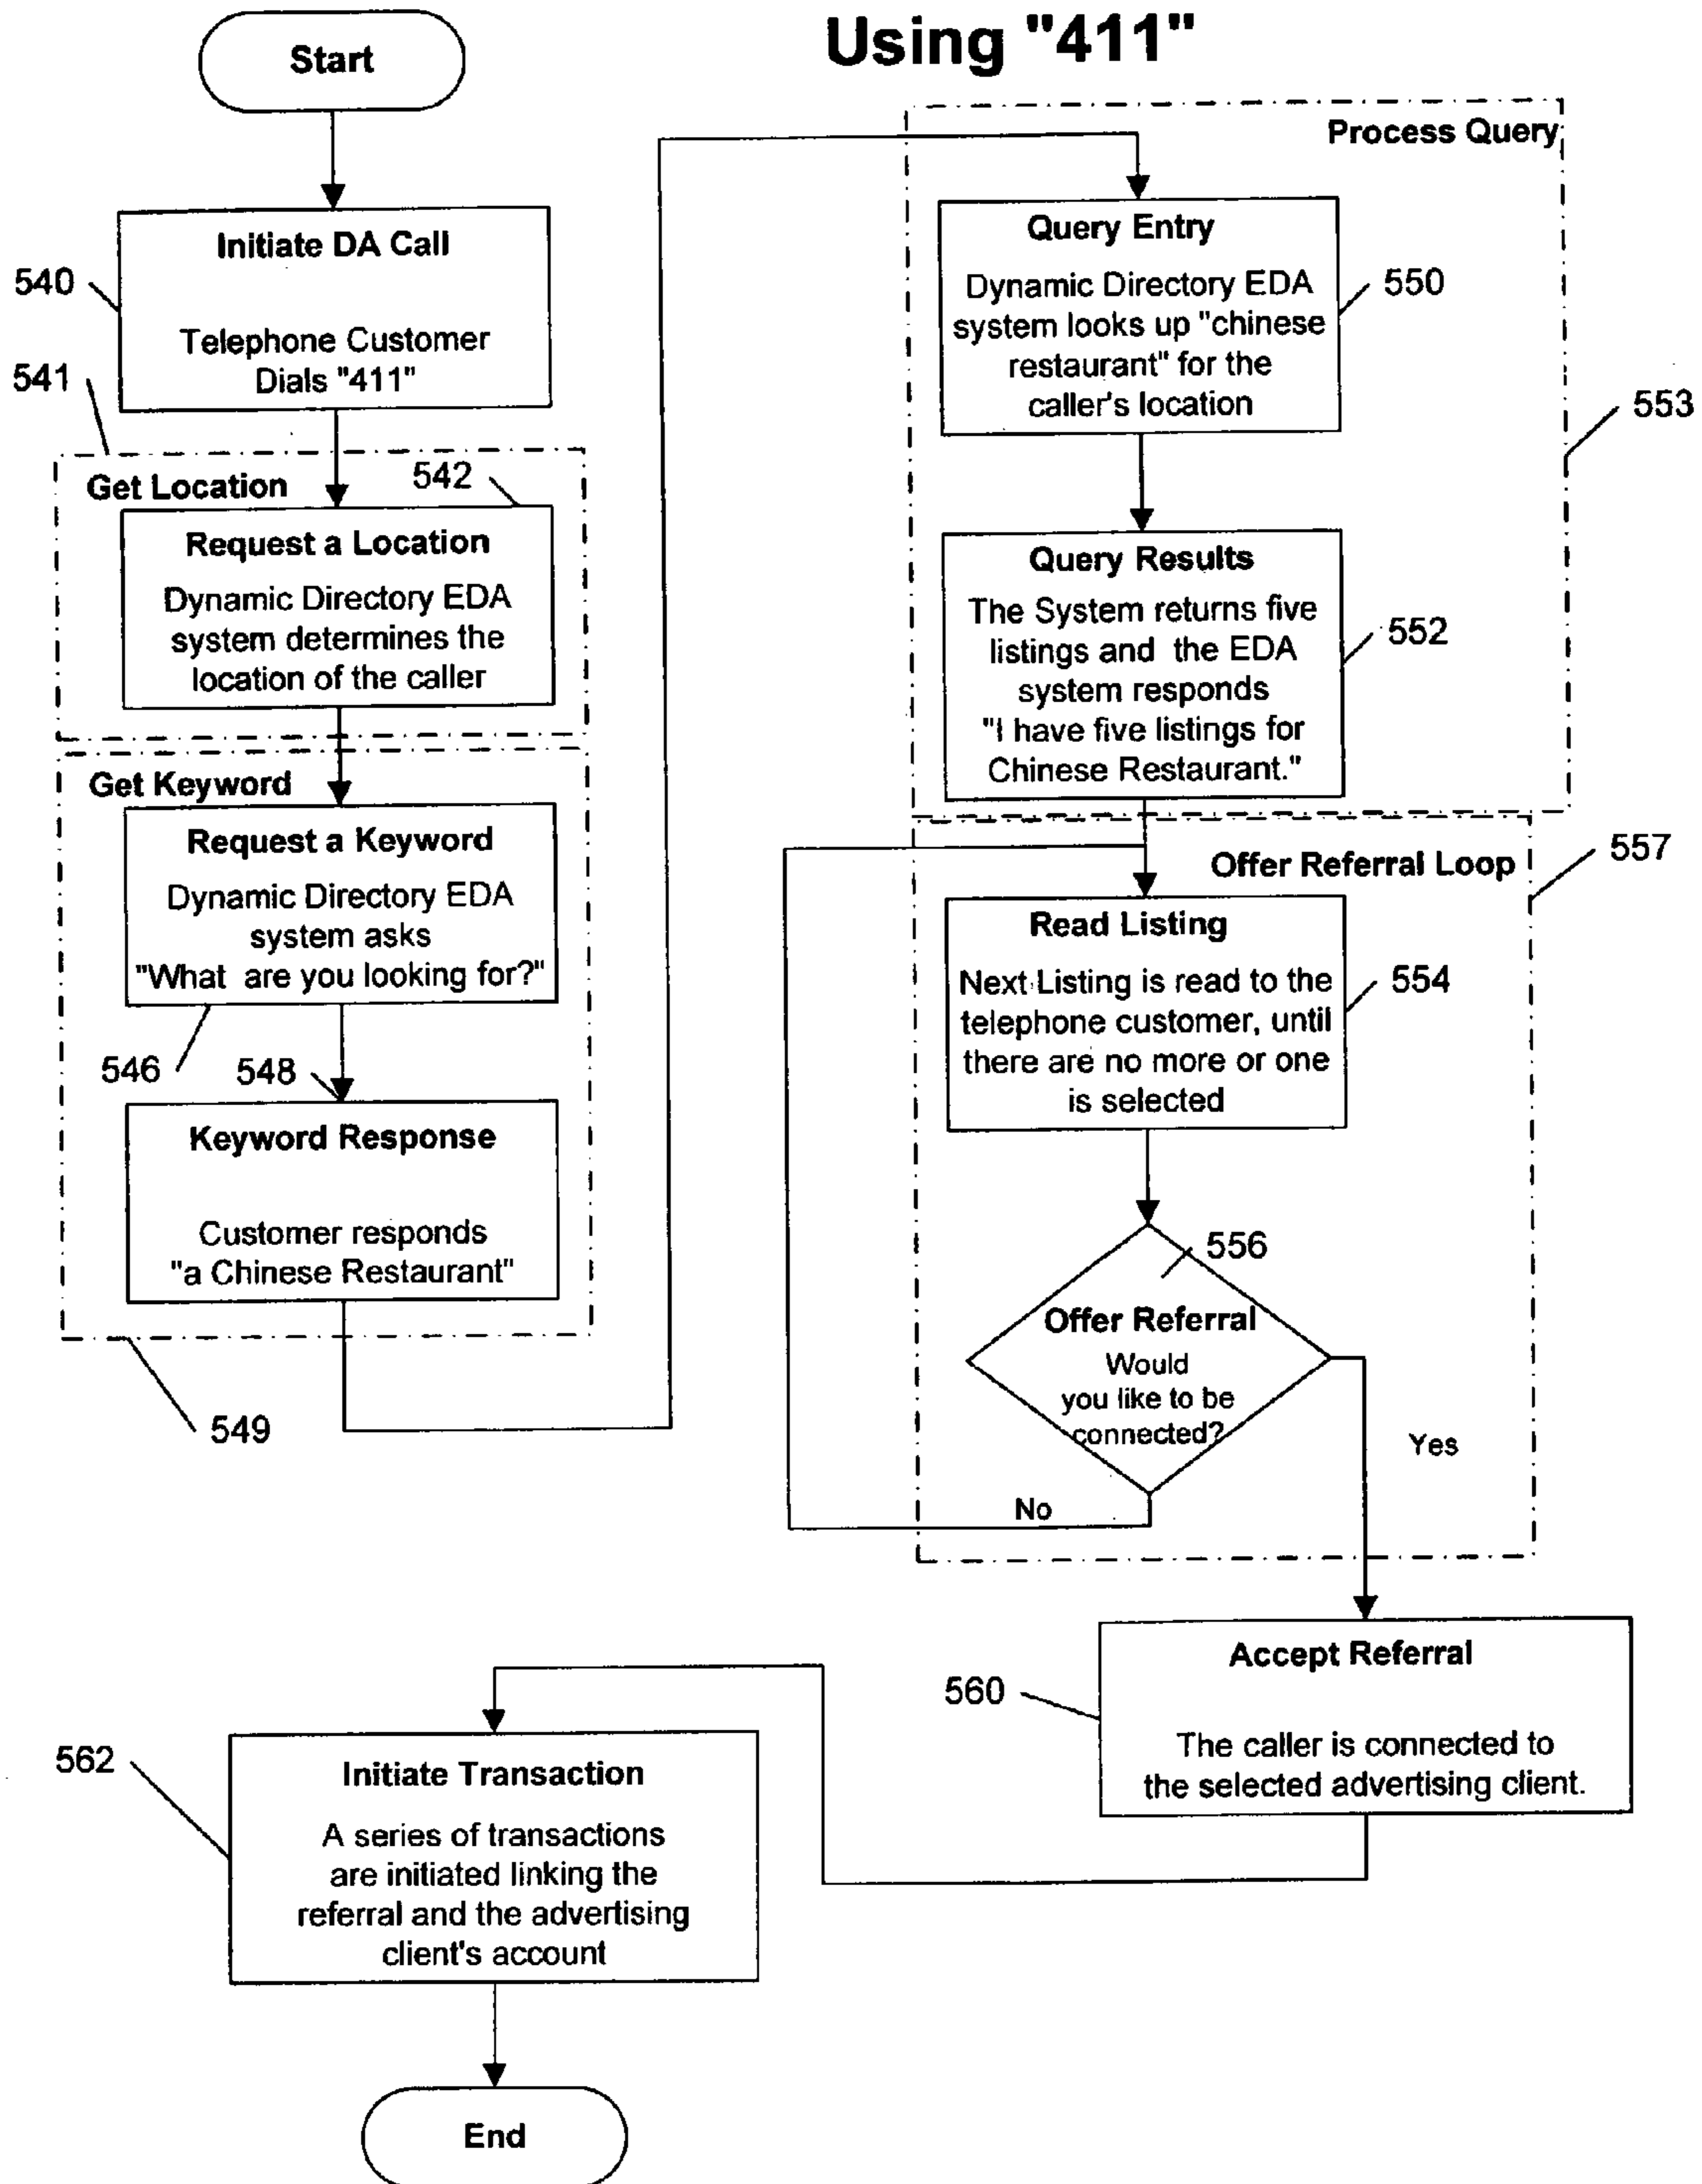 Using "411"
Start
Initiate DA Call
Telephone Customer
Dials "411"
540
541
Get Location
542
Request a Location
Dynamic Directory EDA
system determines the
location of the caller
Get Keyword
Request a Keyword
Dynamic Directory EDA
system asks
"What are you looking for?"
546
548
Keyword Response
Customer responds
"a Chinese Restaurant"
549
Process Query
Query Entry
Dynamic Directory EDA
system looks up "chinese
restaurant" for the
caller's location
550
553
Query Results
The System returns five
listings and the EDA
system responds
"I have five listings for
Chinese Restaurant."
552
557
Offer Referral Loop
Read Listing
Next Listing is read to the
telephone customer, until
there are no more or one
is selected
554
556
Offer Referral
Would
you like to be
connected?
Yes
No
Accept Referral
The caller is connected to
the selected advertising client.
560
562
Initiate Transaction
A series of transactions
are initiated linking the
referral and the advertising
client's account
End